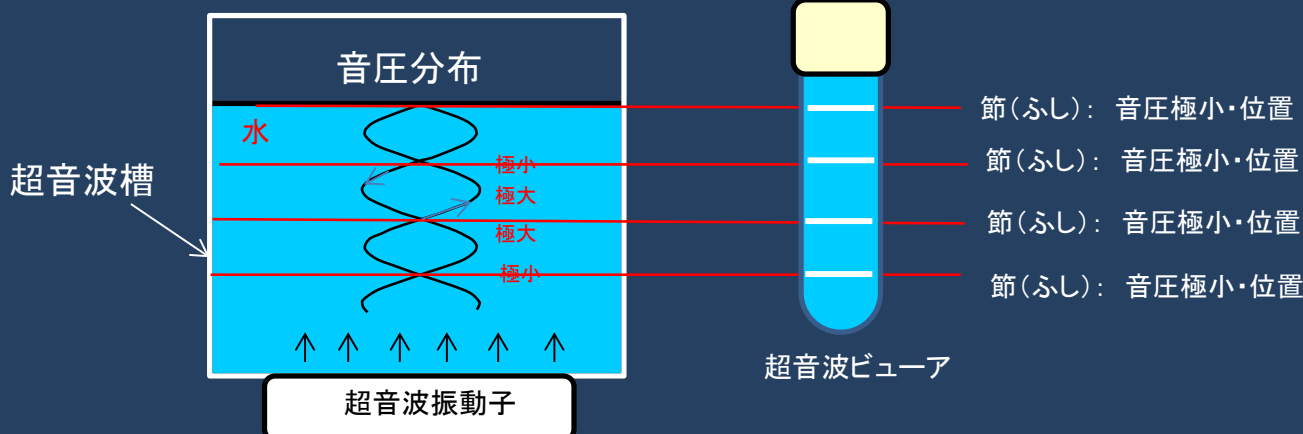 音圧分布
水
超音波槽
極小
極大
極大
極小
超音波振動子
超音波ビューア
節(ふし): 音圧極小・位置
節(ふし): 音圧極小・位置
節(ふし): 音圧極小・位置
節(ふし): 音圧極小・位置